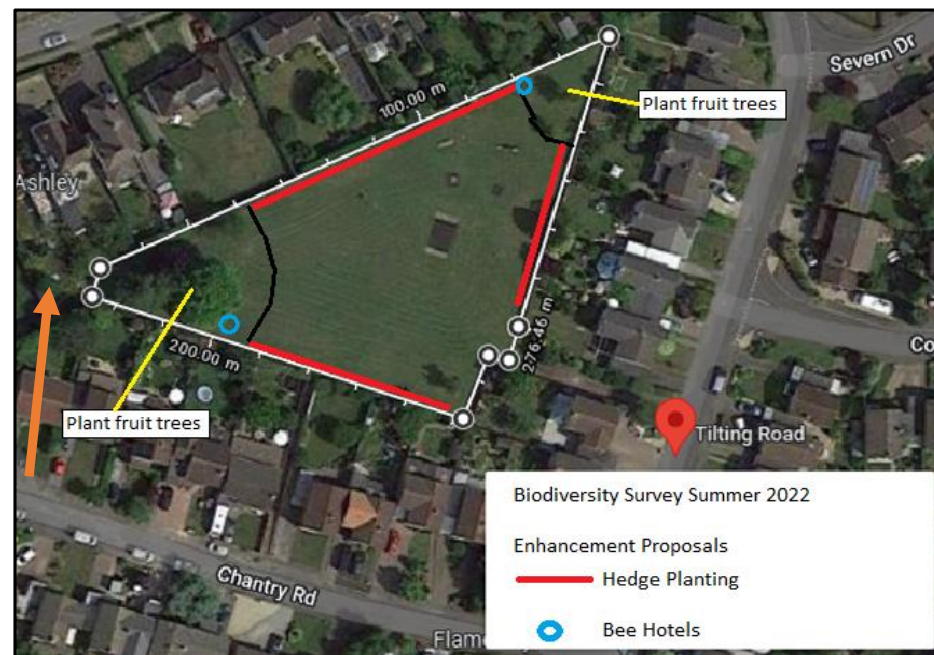 Severn Dr
100.00 m
Plant fruit trees
Ashley
276.46 m
Co
200.00 m
Plant fruit trees
Tilting Road
Biodiversity Survey Summer 2022
Enhancement Proposals
Hedge Planting
Chantry Rd
Bee Hotels